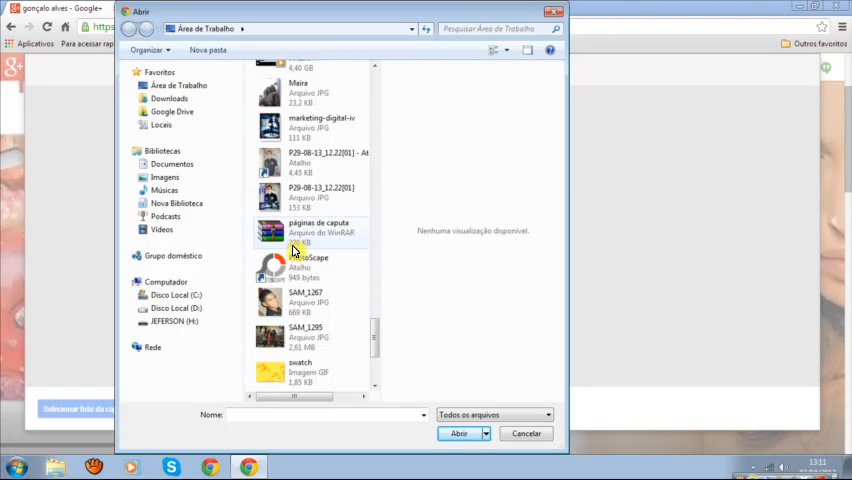 gonçalo alves - Google+
Abrir
https
Área de Trabalho
Pesquisar Área de Trabalho
Aplicativos
Para acessar rap
Outros favoritos
Organizar
Nova pasta
Favoritos
Área de Trabalho
Downloads
Google Drive
Locais
Bibliotecas
Documentos
Imagens
Músicas
Nova Biblioteca
Podcasts
Vídeos
Grupo doméstico
Computador
Disco Local (C:)
Disco Local (D:)
JEFERSON (H:)
Rede
4,40 GB
Maira
Arquivo JPG
23,2 KB
marketing-digital-iv
Arquivo JPG
111 KB
P29-08-13_12.22[01] - At
Atalho
4,45 KB
P29-08-13_12.22[01]
Arquivo JPG
153 KB
páginas de caputa
Arquivo do WinRAR
KB
Atalho
949 bytes
SAM_1267
Arquivo JPG
669 KB
SAM_1295
Arquivo JPG
2,61 MB
swatch
Imagem GIF
1,85 KB
Nenhuma visualização disponível.
Selecionar foto da ca
Nome:
Todos os arquivos
Abrir
Cancelar
13:11